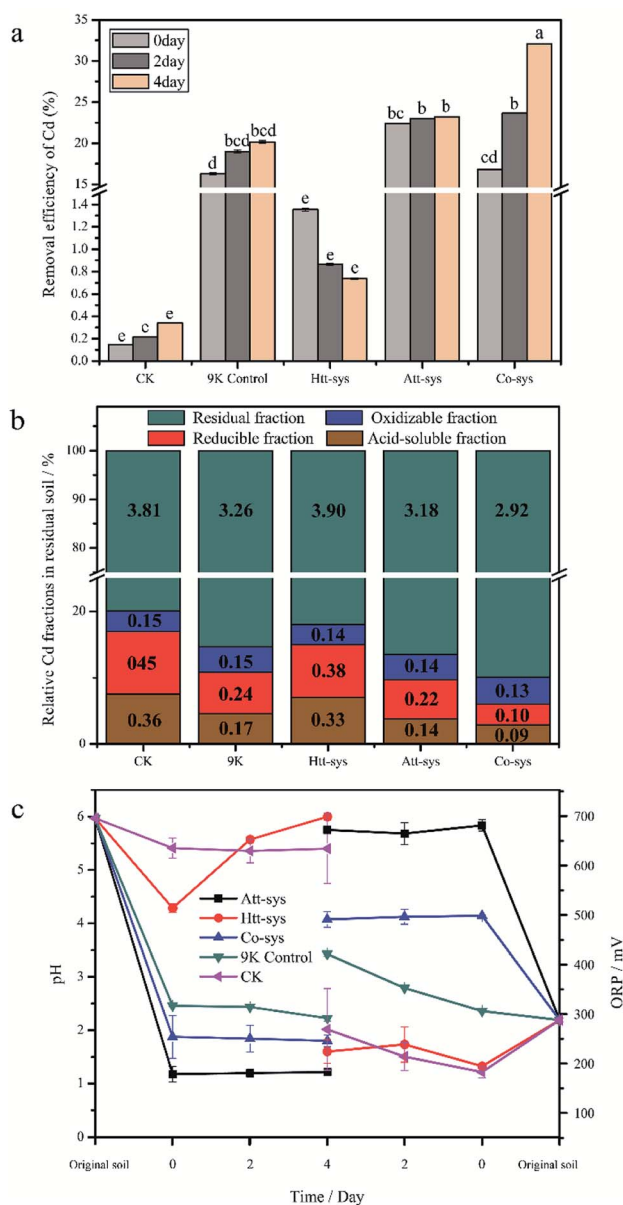 a
0day
2day
4day
Removal efficiency of Cd (%)
35
30
25
20
15
1.4
1.2
1.0
0.8
0.6
0.4
0.2
0.0
e c e
d bcd bcd
e e c
bc b b
cd b a
CK 9K Control Htt-sys Att-sys Co-sys
b
Residual fraction Oxidizable fraction
Reducible fraction Acid-soluble fraction
Relative Cd fractions in residual soil / %
100
90
80
20
0
3.81 3.26 3.90 3.18 2.92
0.15 0.15 0.14 0.14 0.13
045 0.24 0.38 0.22 0.10
0.36 0.17 0.33 0.14 0.09
CK 9K Htt-sys Att-sys Co-sys
c
pH
6
5
4
3
2
1
0
Att-sys
Htt-sys
Co-sys
9K Control
CK
700
600
500
400
300
200
100
ORP / mV
Original soil 0 2 4 2 0 Original soil
Time / Day